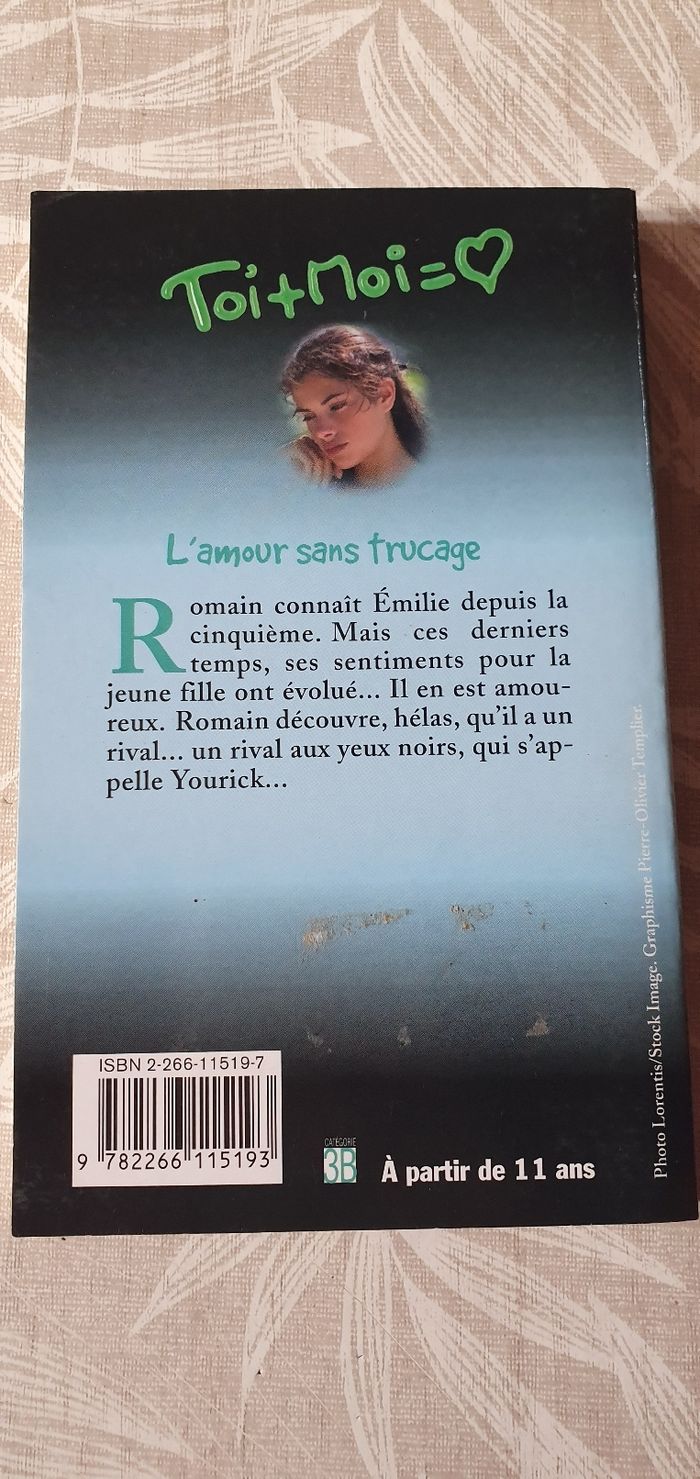 Toi+Moi=♡
L'amour sans trucage
Romain connaît Émilie depuis la
cinquième. Mais ces derniers
temps, ses sentiments pour la
jeune fille ont évolué... Il en est amou-
reux. Romain découvre, hélas, qu'il a un
rival... un rival aux yeux noirs, qui s'ap-
pelle Yourick...
Photo Lorentis/Stock Image. Graphisme Pierre-Olivier Templier.
ISBN 2-266-11519-7
9 782266 115193
CATÉGORIE
3B
À partir de 11 ans